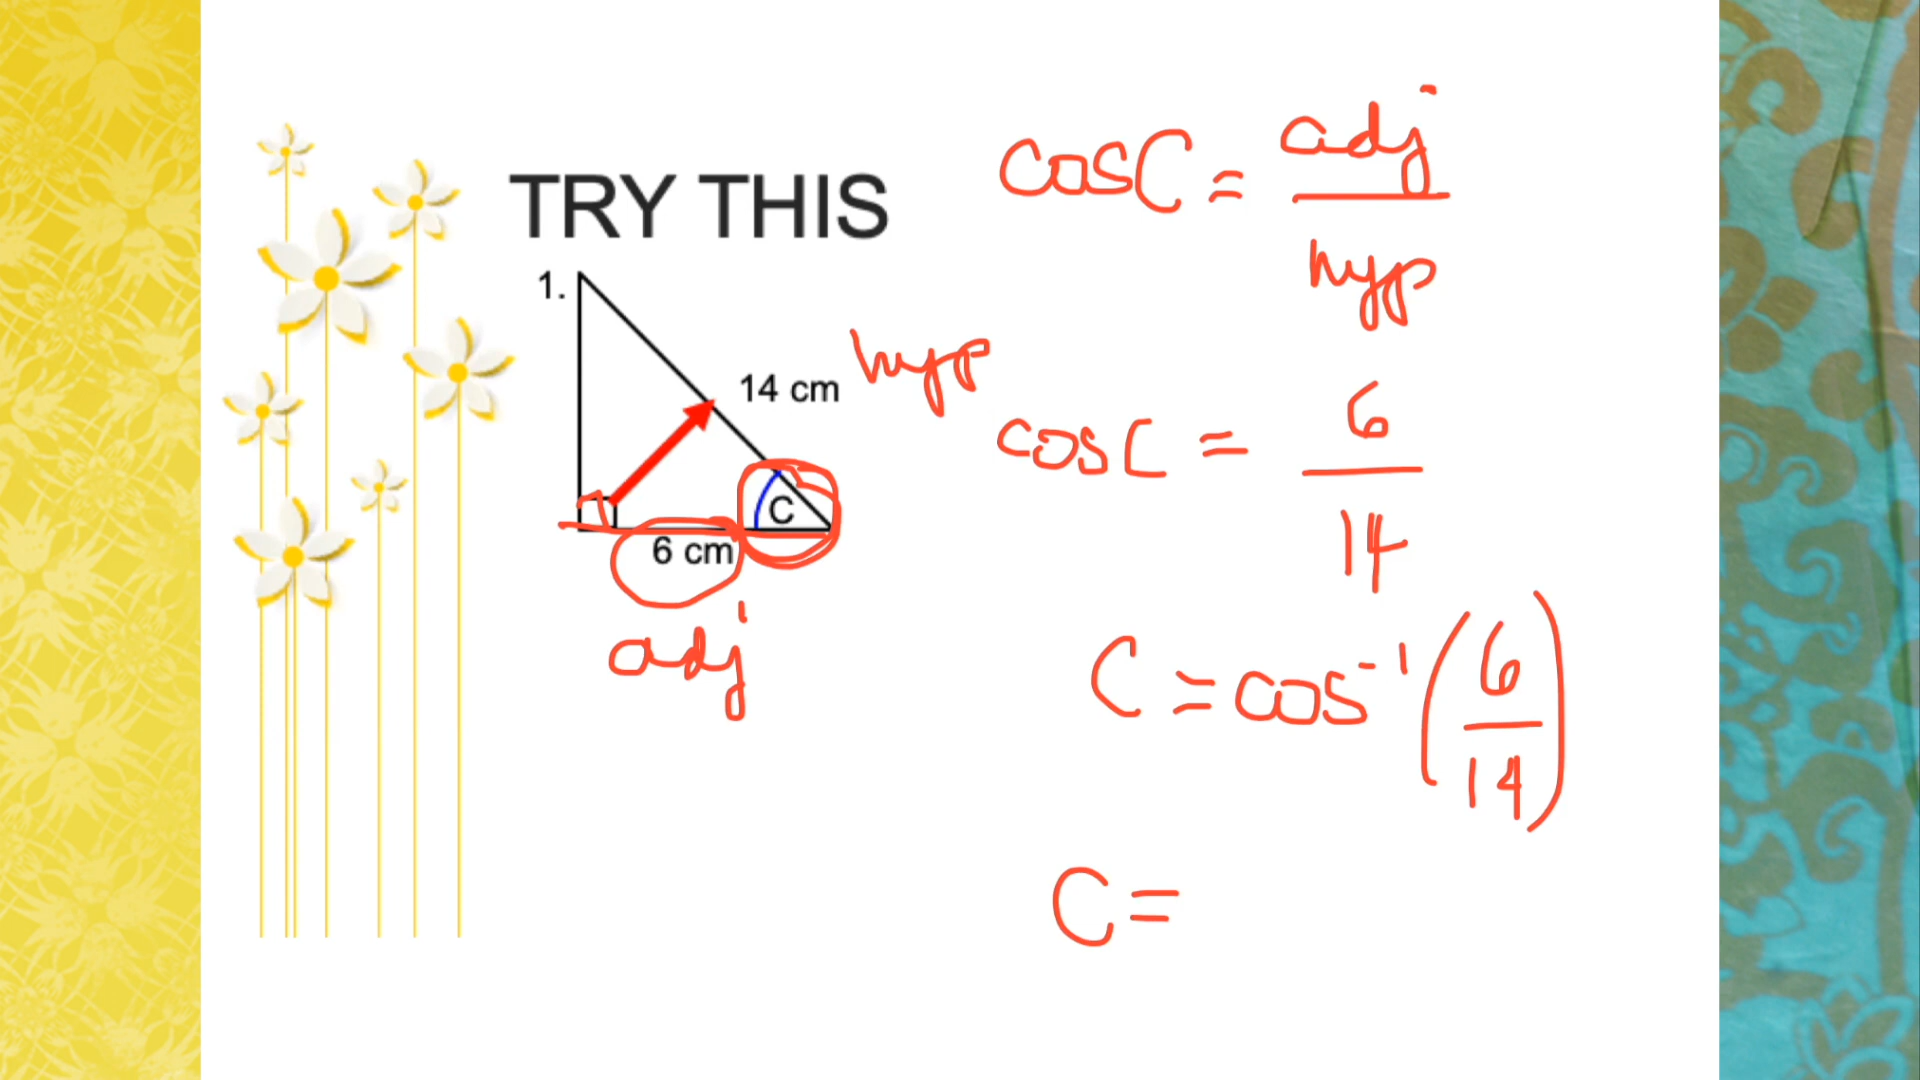 TRY THIS
1.
14 cm
hyp
C
6 cm
adj
cosC = adj/hyp
cosC = 6/14
C = cos⁻¹(6/14)
C =